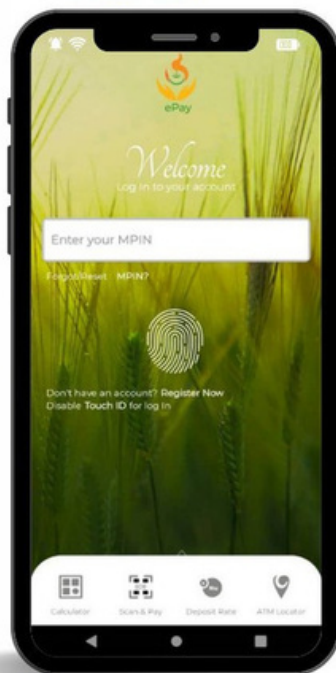 ePay
Welcome
Log in to your account
Enter your MPIN
Forgot/Reset MPIN?
Don't have an account? Register Now
Disable Touch ID for log In
Calculator
Scan & Pay
Deposit Rate
ATM Locator